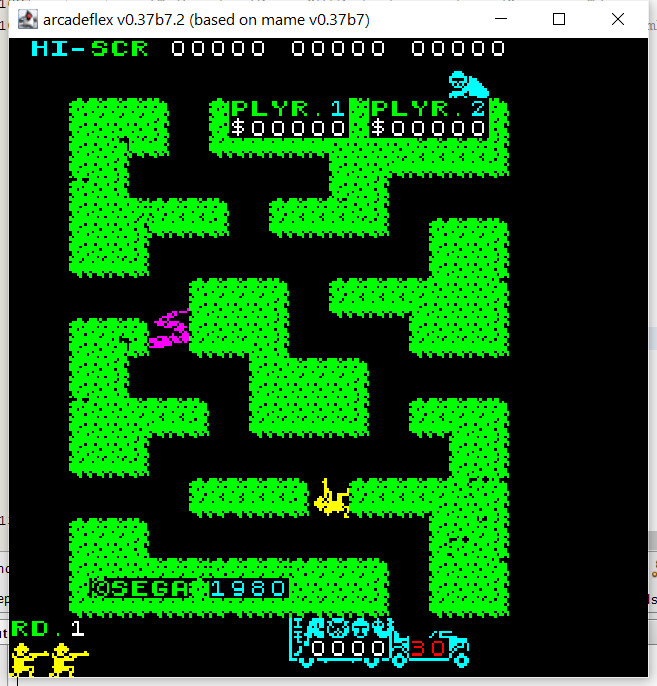 arcadeflex v0.37b7.2 (based on mame v0.37b7)
HI-SCR 00000 00000 00000
PLYR.1 PLYR.2
$00000 $00000
©SEGA 1980
RD.1
0000 30